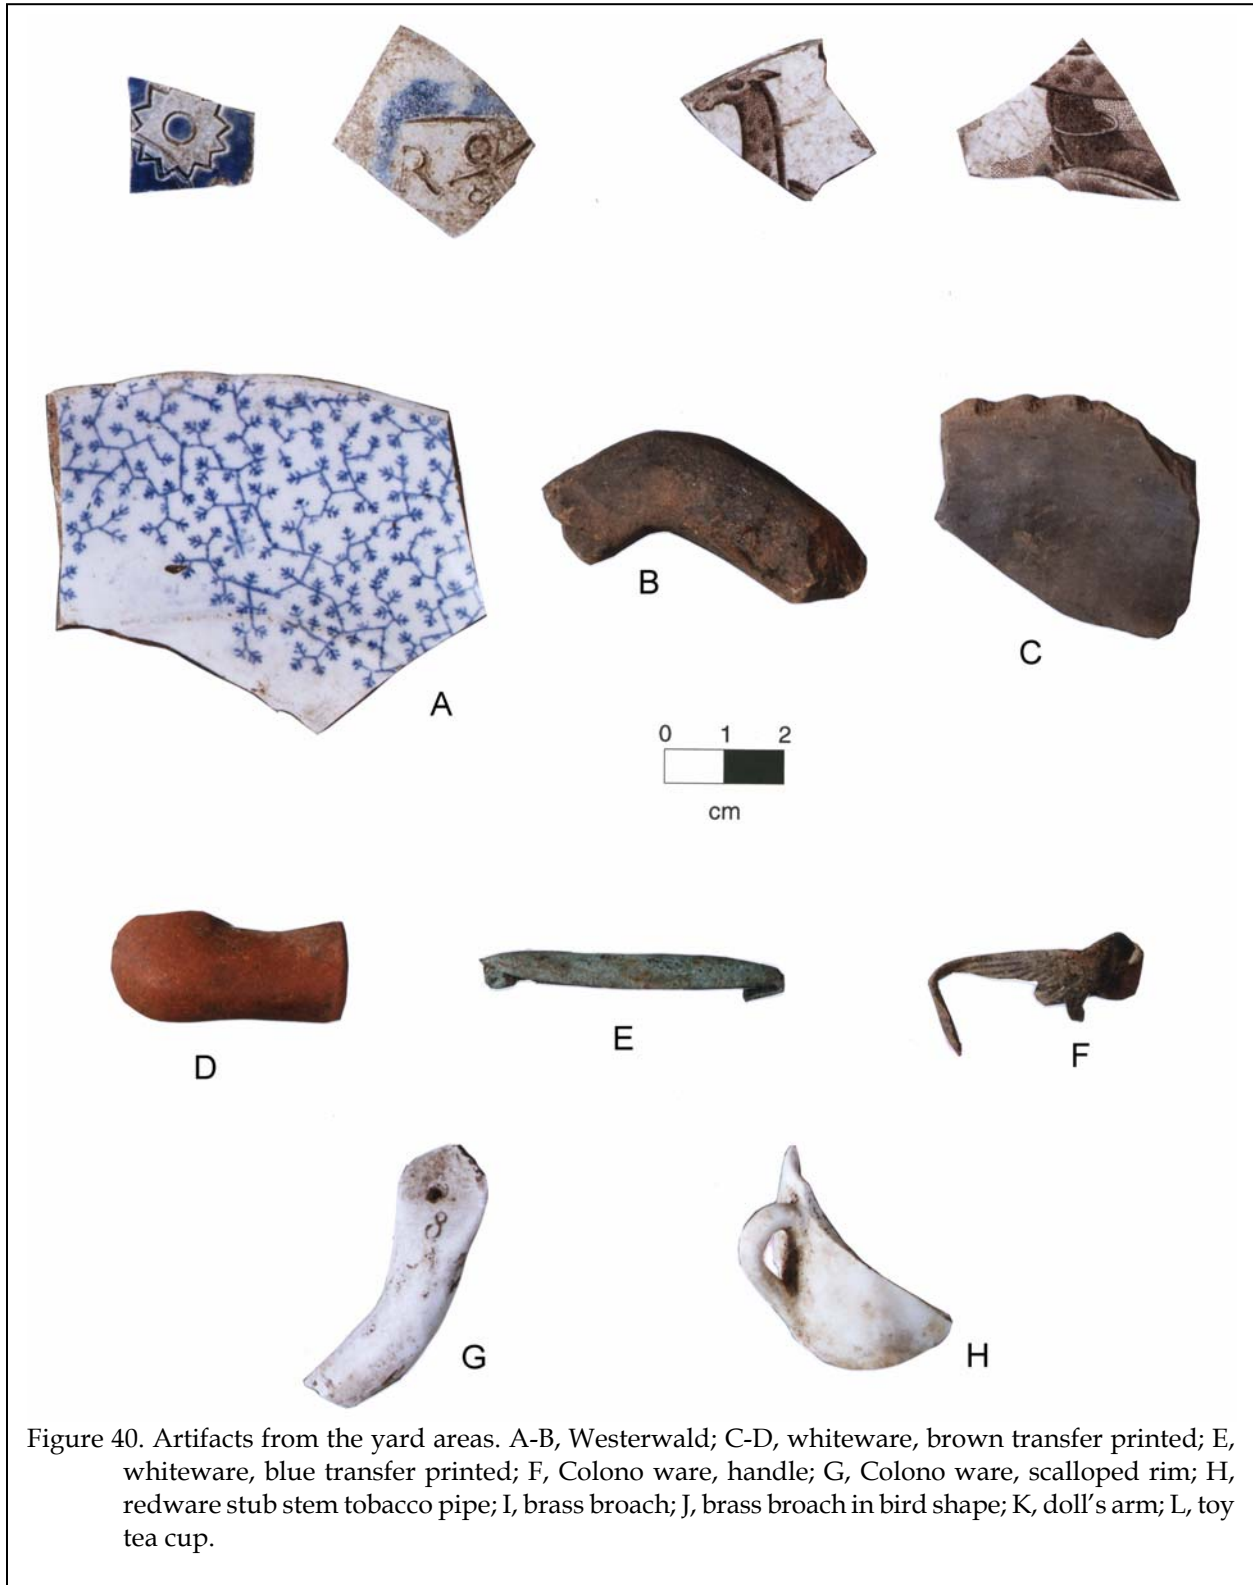 R
A
B
C
0 1 2
cm
D
E
F
8
G
H
Figure 40. Artifacts from the yard areas. A-B, Westerwald; C-D, whiteware, brown transfer printed; E,
whiteware, blue transfer printed; F, Colono ware, handle; G, Colono ware, scalloped rim; H,
redware stub stem tobacco pipe; I, brass broach; J, brass broach in bird shape; K, doll's arm; L, toy
tea cup.